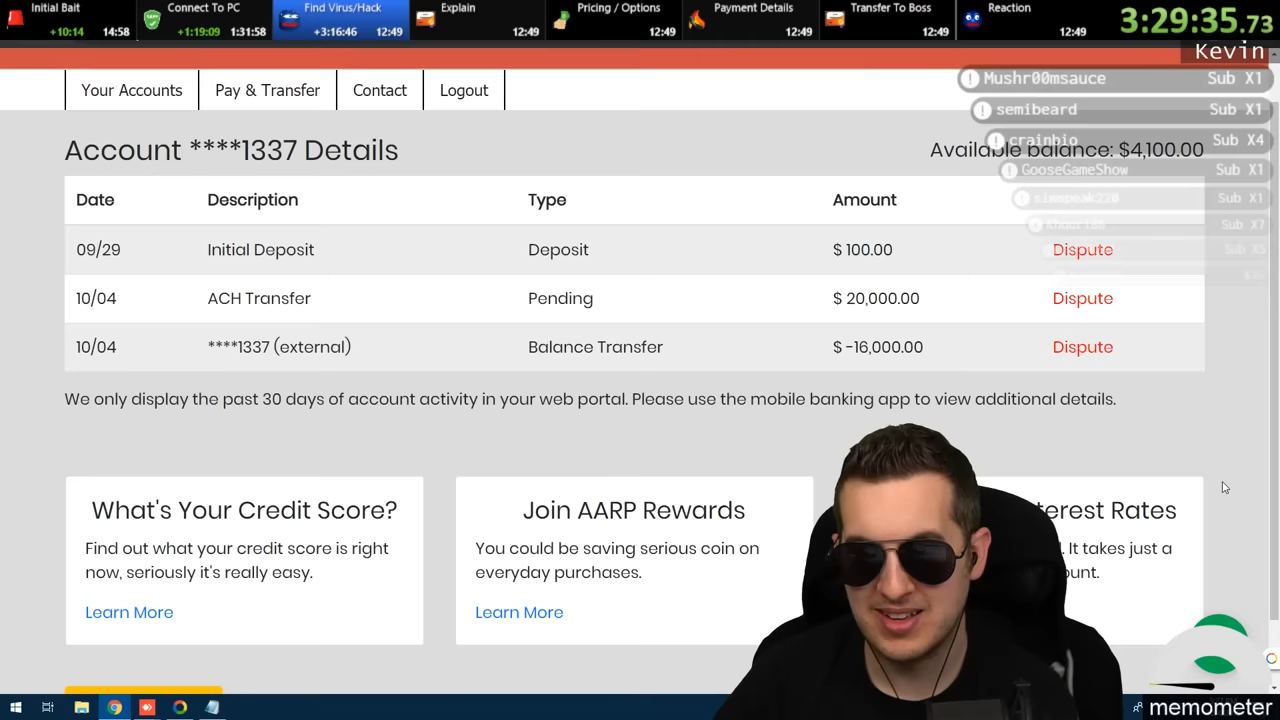 Initial Bait
+10:14 14:58
Connect To PC
+1:19:09 1:31:58
Find Virus/Hack
+3:16:46 12:49
Explain
12:49
Pricing / Options
12:49
Payment Details
12:49
Transfer To Boss
12:49
Reaction
12:49
3:29:35.73
Kevin
Mushr00msauce Sub X1
semibeard Sub X1
crainbio Sub X4
GooseGameShow Sub X1
Sub X1
Sub X7
Your Accounts
Pay & Transfer
Contact
Logout
Account ****1337 Details
Available balance: $4,100.00
Date Description Type Amount
09/29 Initial Deposit Deposit $ 100.00 Dispute
10/04 ACH Transfer Pending $ 20,000.00 Dispute
10/04 ****1337 (external) Balance Transfer $ -16,000.00 Dispute
We only display the past 30 days of account activity in your web portal. Please use the mobile banking app to view additional details.
What's Your Credit Score?
Find out what your credit score is right
now, seriously it's really easy.
Learn More
Join AARP Rewards
You could be saving serious coin on
everyday purchases.
Learn More
Rates
It takes just a
memometer